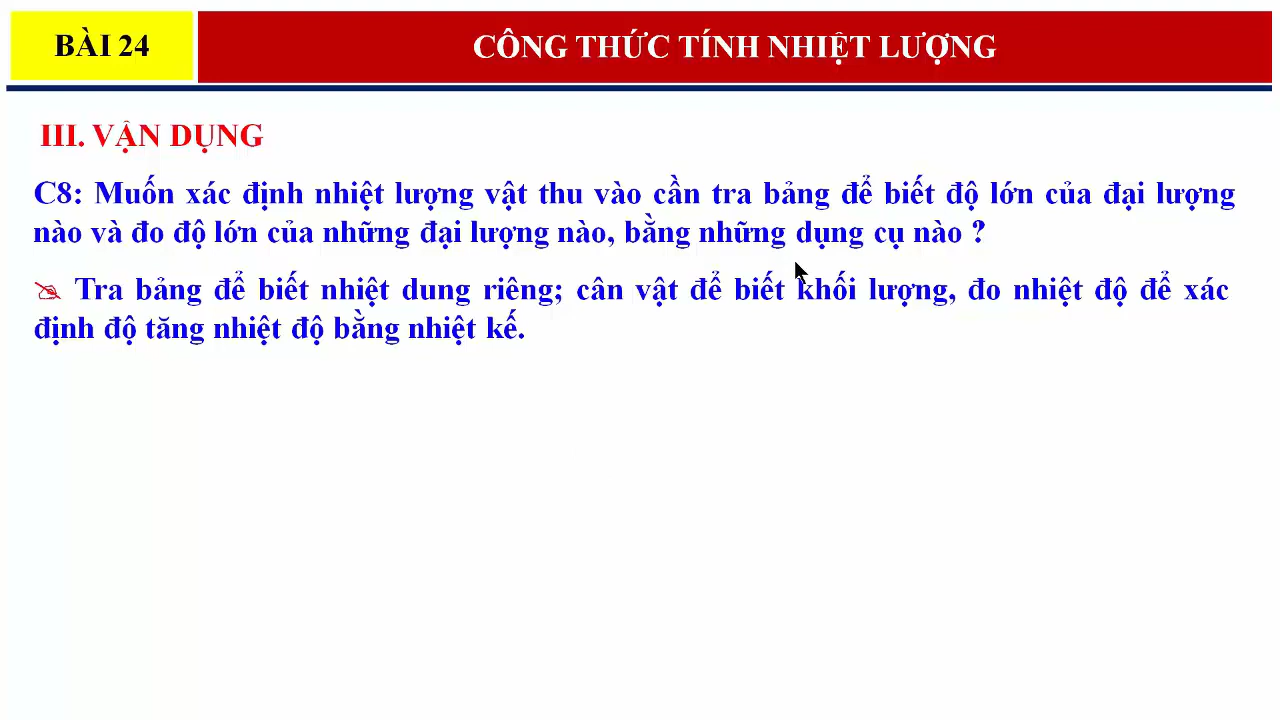 BÀI 24
CÔNG THỨC TÍNH NHIỆT LƯỢNG
III. VẬN DỤNG
C8: Muốn xác định nhiệt lượng vật thu vào cần tra bảng để biết độ lớn của đại lượng
nào và đo độ lớn của những đại lượng nào, bằng những dụng cụ nào ?
Tra bảng để biết nhiệt dung riêng; cân vật để biết khối lượng, đo nhiệt độ để xác
định độ tăng nhiệt độ bằng nhiệt kế.